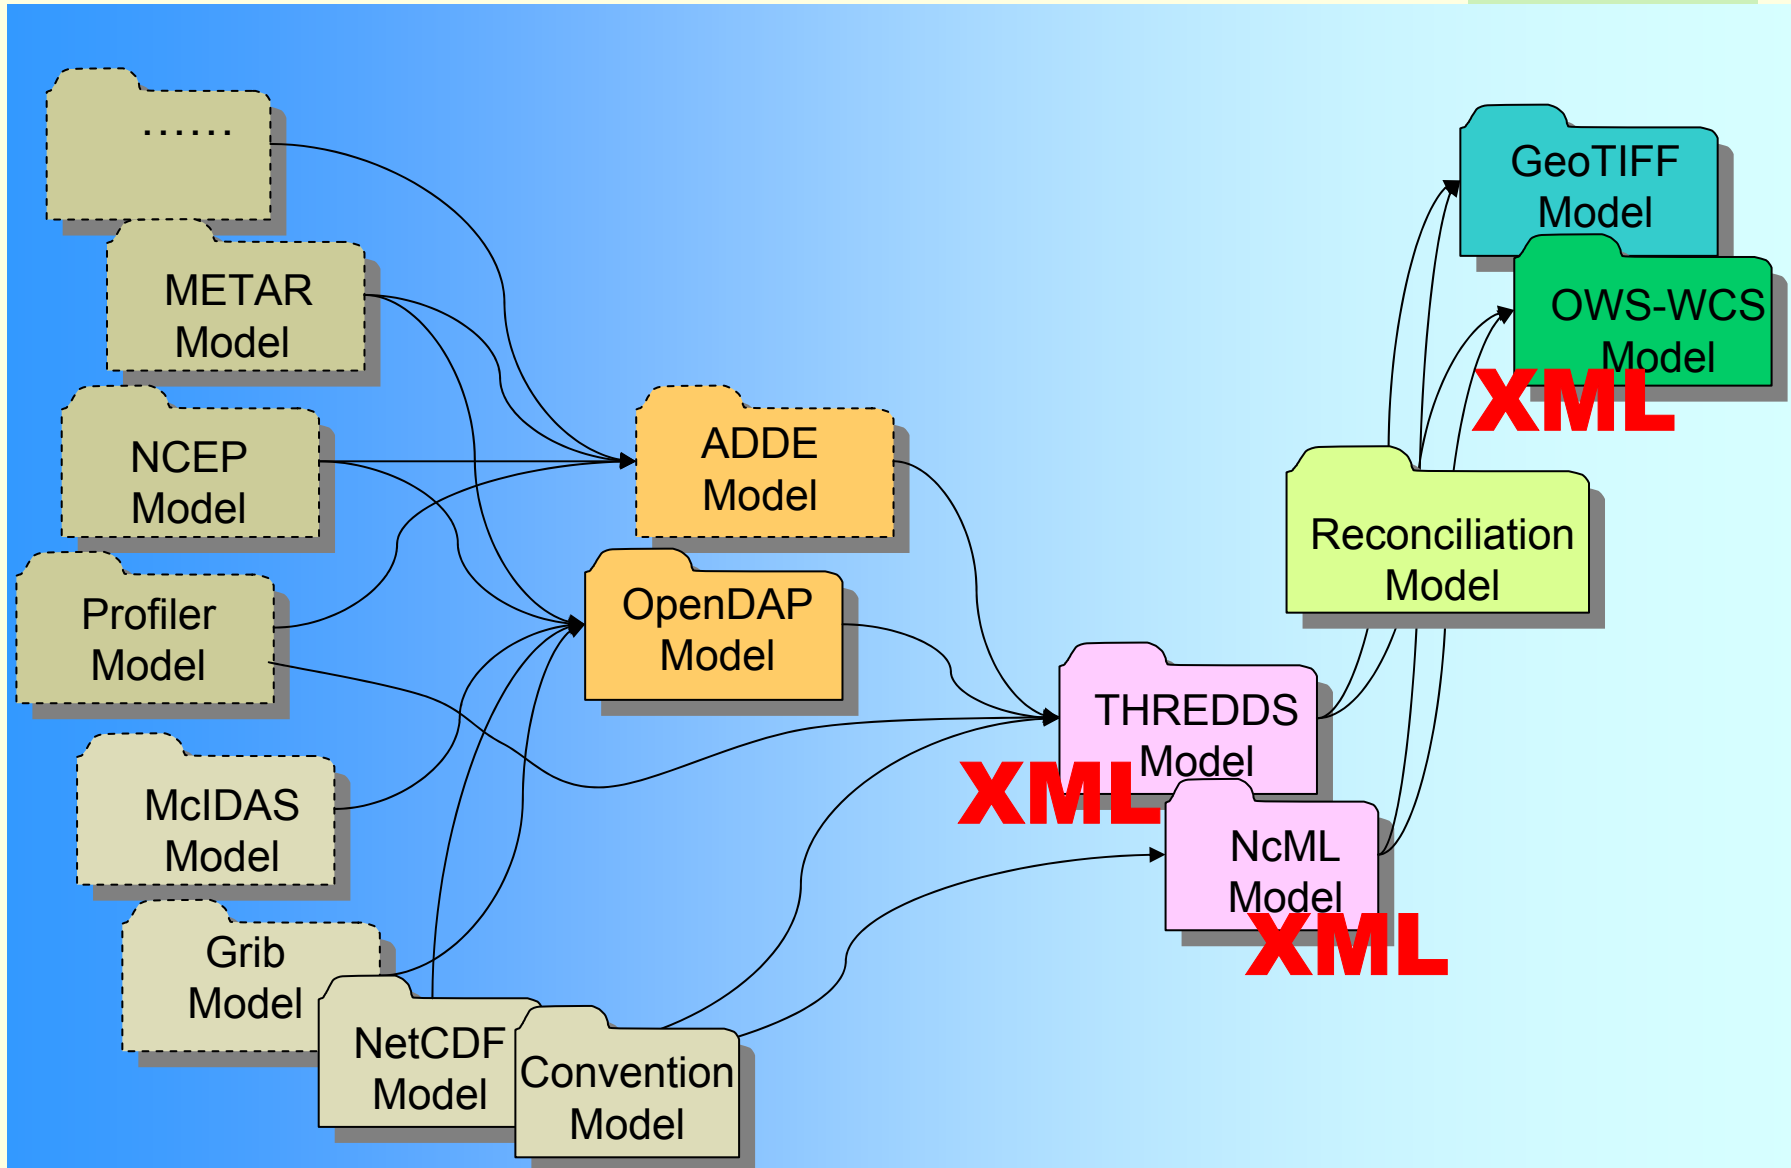 ......
METAR
Model
NCEP
Model
Profiler
Model
McIDAS
Model
Grib
Model
NetCDF
Model
Convention
Model
ADDE
Model
OpenDAP
Model
THREDDS
Model
XML
NcML
Model
XML
Reconciliation
Model
GeoTIFF
Model
OWS-WCS
Model
XML